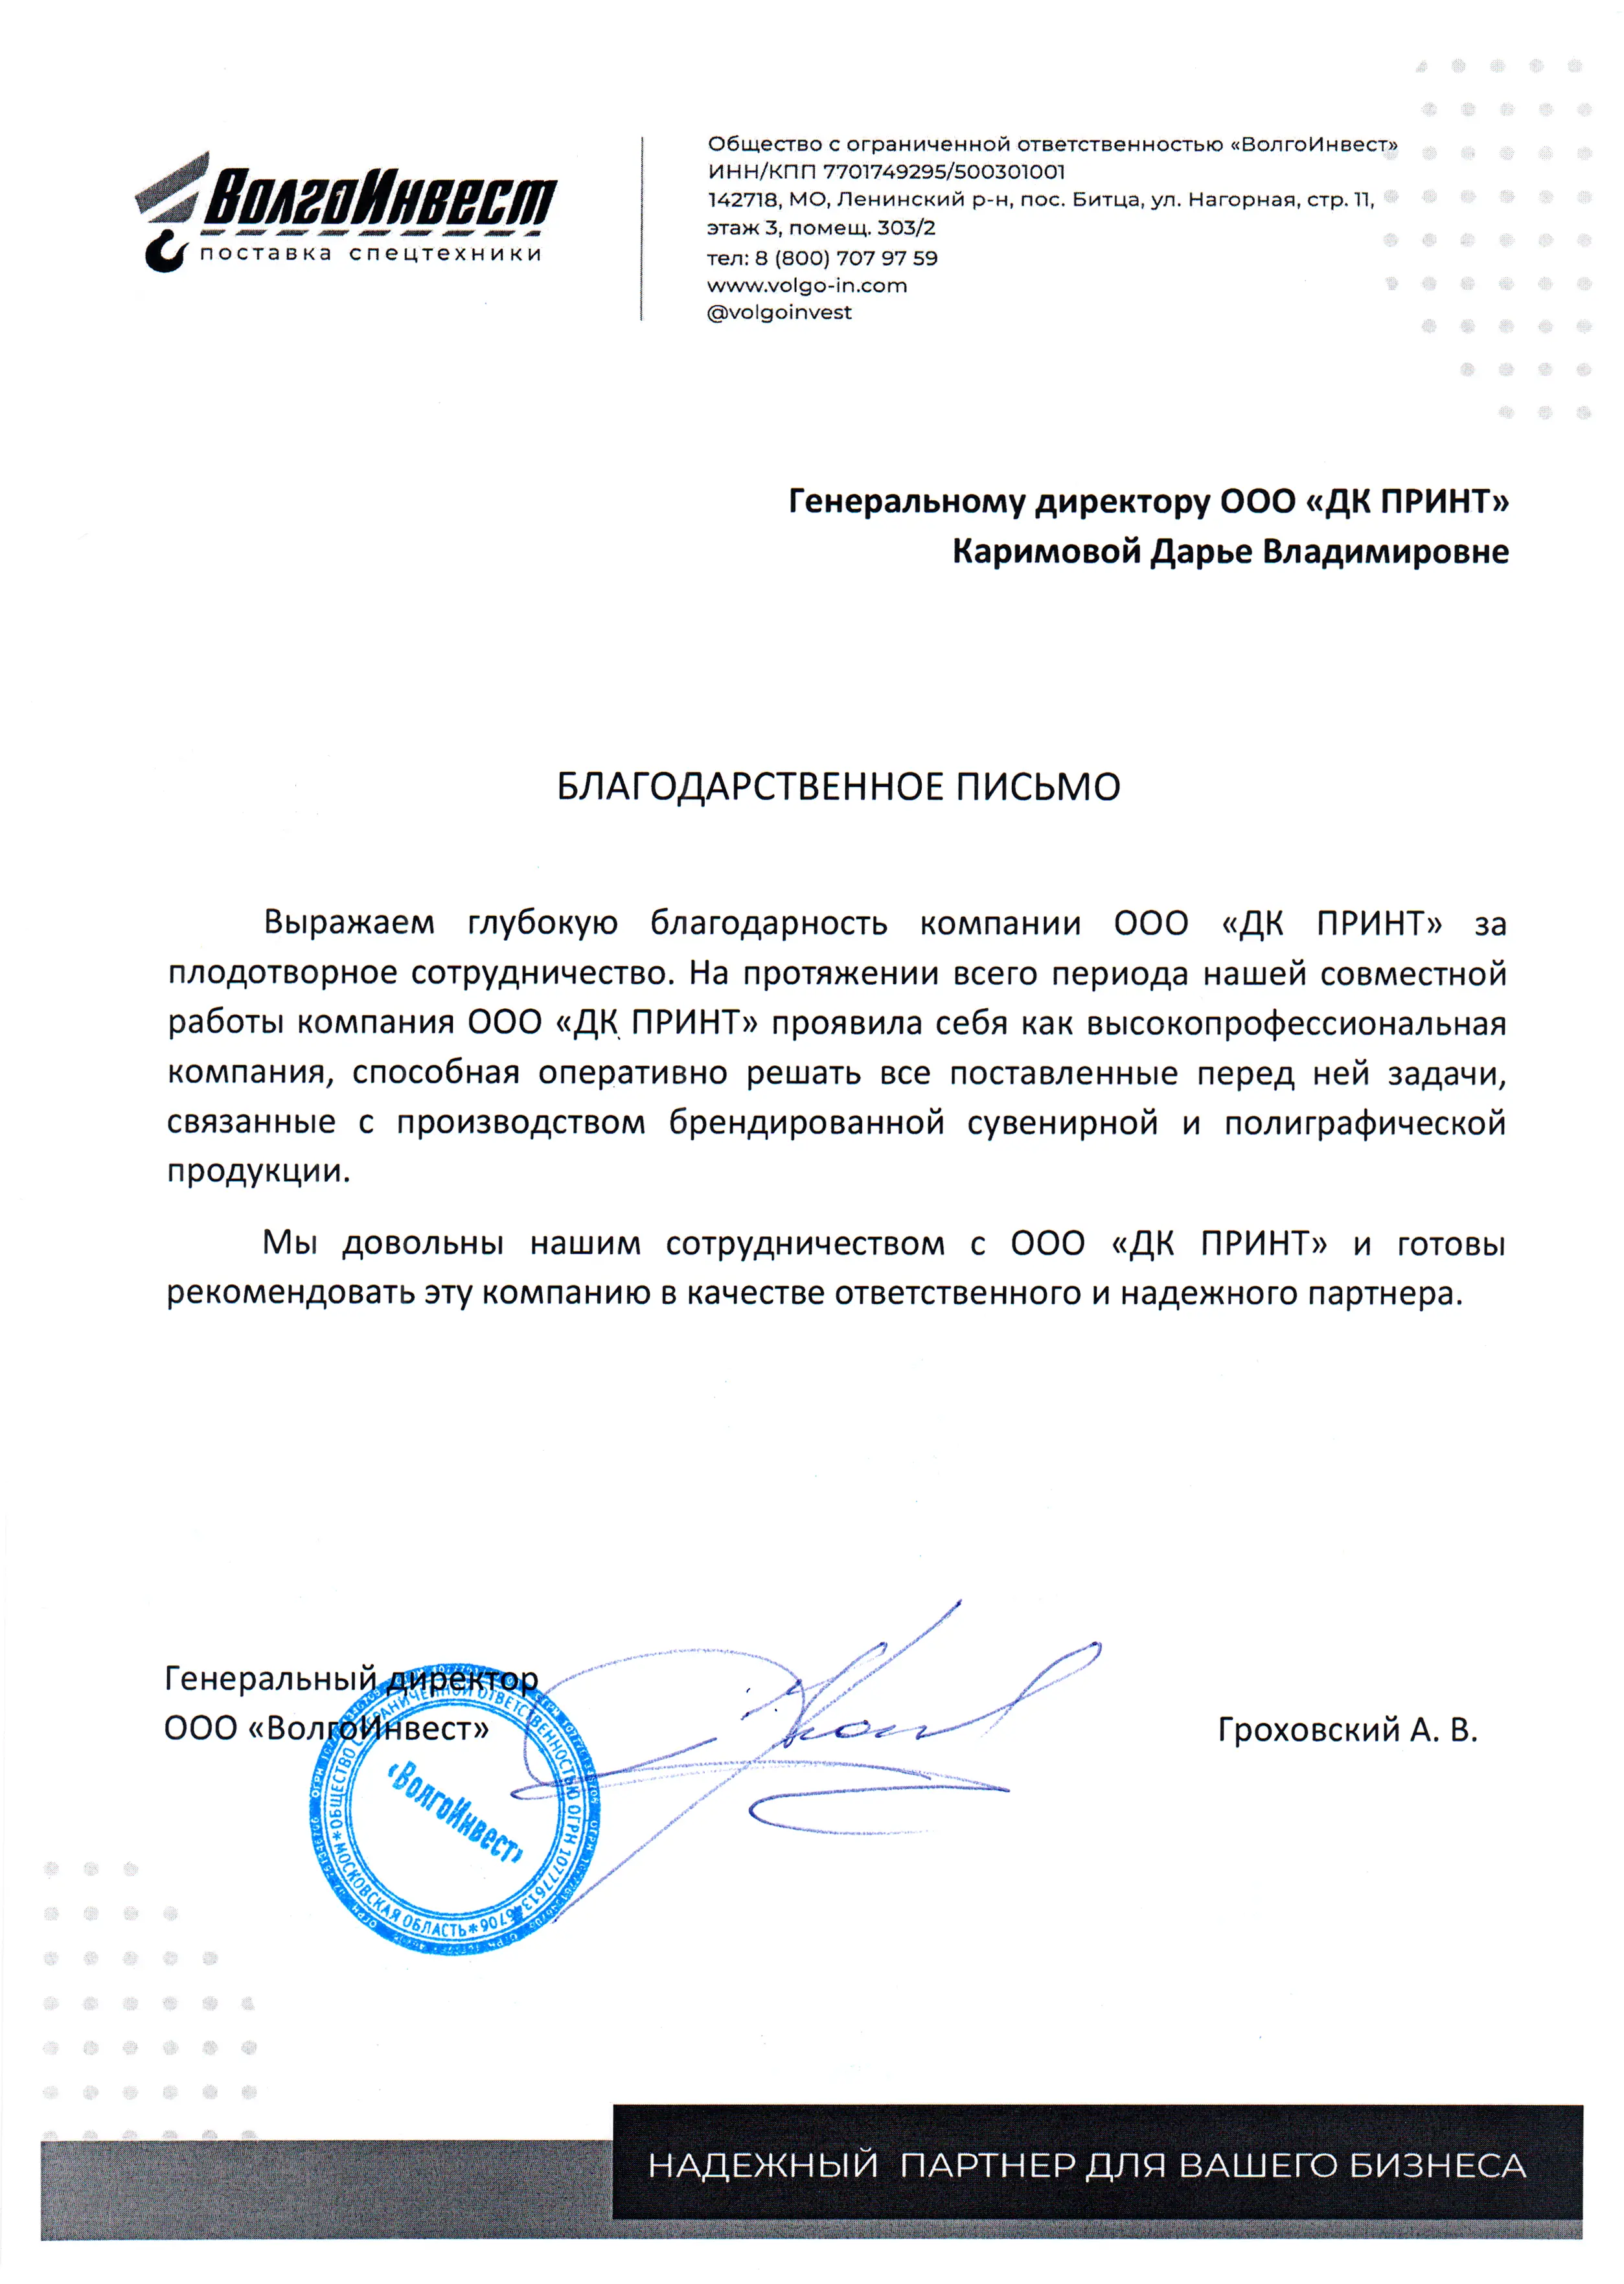 ВолгоИнвест
поставка спецтехники
Общество с ограниченной ответственностью «ВолгоИнвест»
ИНН/КПП 7701749295/500301001
142718, МО, Ленинский р-н, пос. Битца, ул. Нагорная, стр. 11,
этаж 3, помещ. 303/2
тел: 8 (800) 707 97 59
www.volgo-in.com
@volgoinvest
Генеральному директору ООО «ДК ПРИНТ»
Каримовой Дарье Владимировне
БЛАГОДАРСТВЕННОЕ ПИСЬМО
Выражаем глубокую благодарность компании ООО «ДК ПРИНТ» за
плодотворное сотрудничество. На протяжении всего периода нашей совместной
работы компания ООО «ДК ПРИНТ» проявила себя как высокопрофессиональная
компания, способная оперативно решать все поставленные перед ней задачи,
связанные с производством брендированной сувенирной и полиграфической
продукции.
Мы довольны нашим сотрудничеством с ООО «ДК ПРИНТ» и готовы
рекомендовать эту компанию в качестве ответственного и надежного партнера.
Генеральный директор
ООО «ВолгоИнвест»
Гроховский А. В.
ОБЩЕСТВО С ОГРАНИЧЕННОЙ ОТВЕТСТВЕННОСТЬЮ ОГРН
*МОСКОВСКАЯ ОБЛАСТЬ*
«ВолгоИнвест»
НАДЕЖНЫЙ ПАРТНЕР ДЛЯ ВАШЕГО БИЗНЕСА